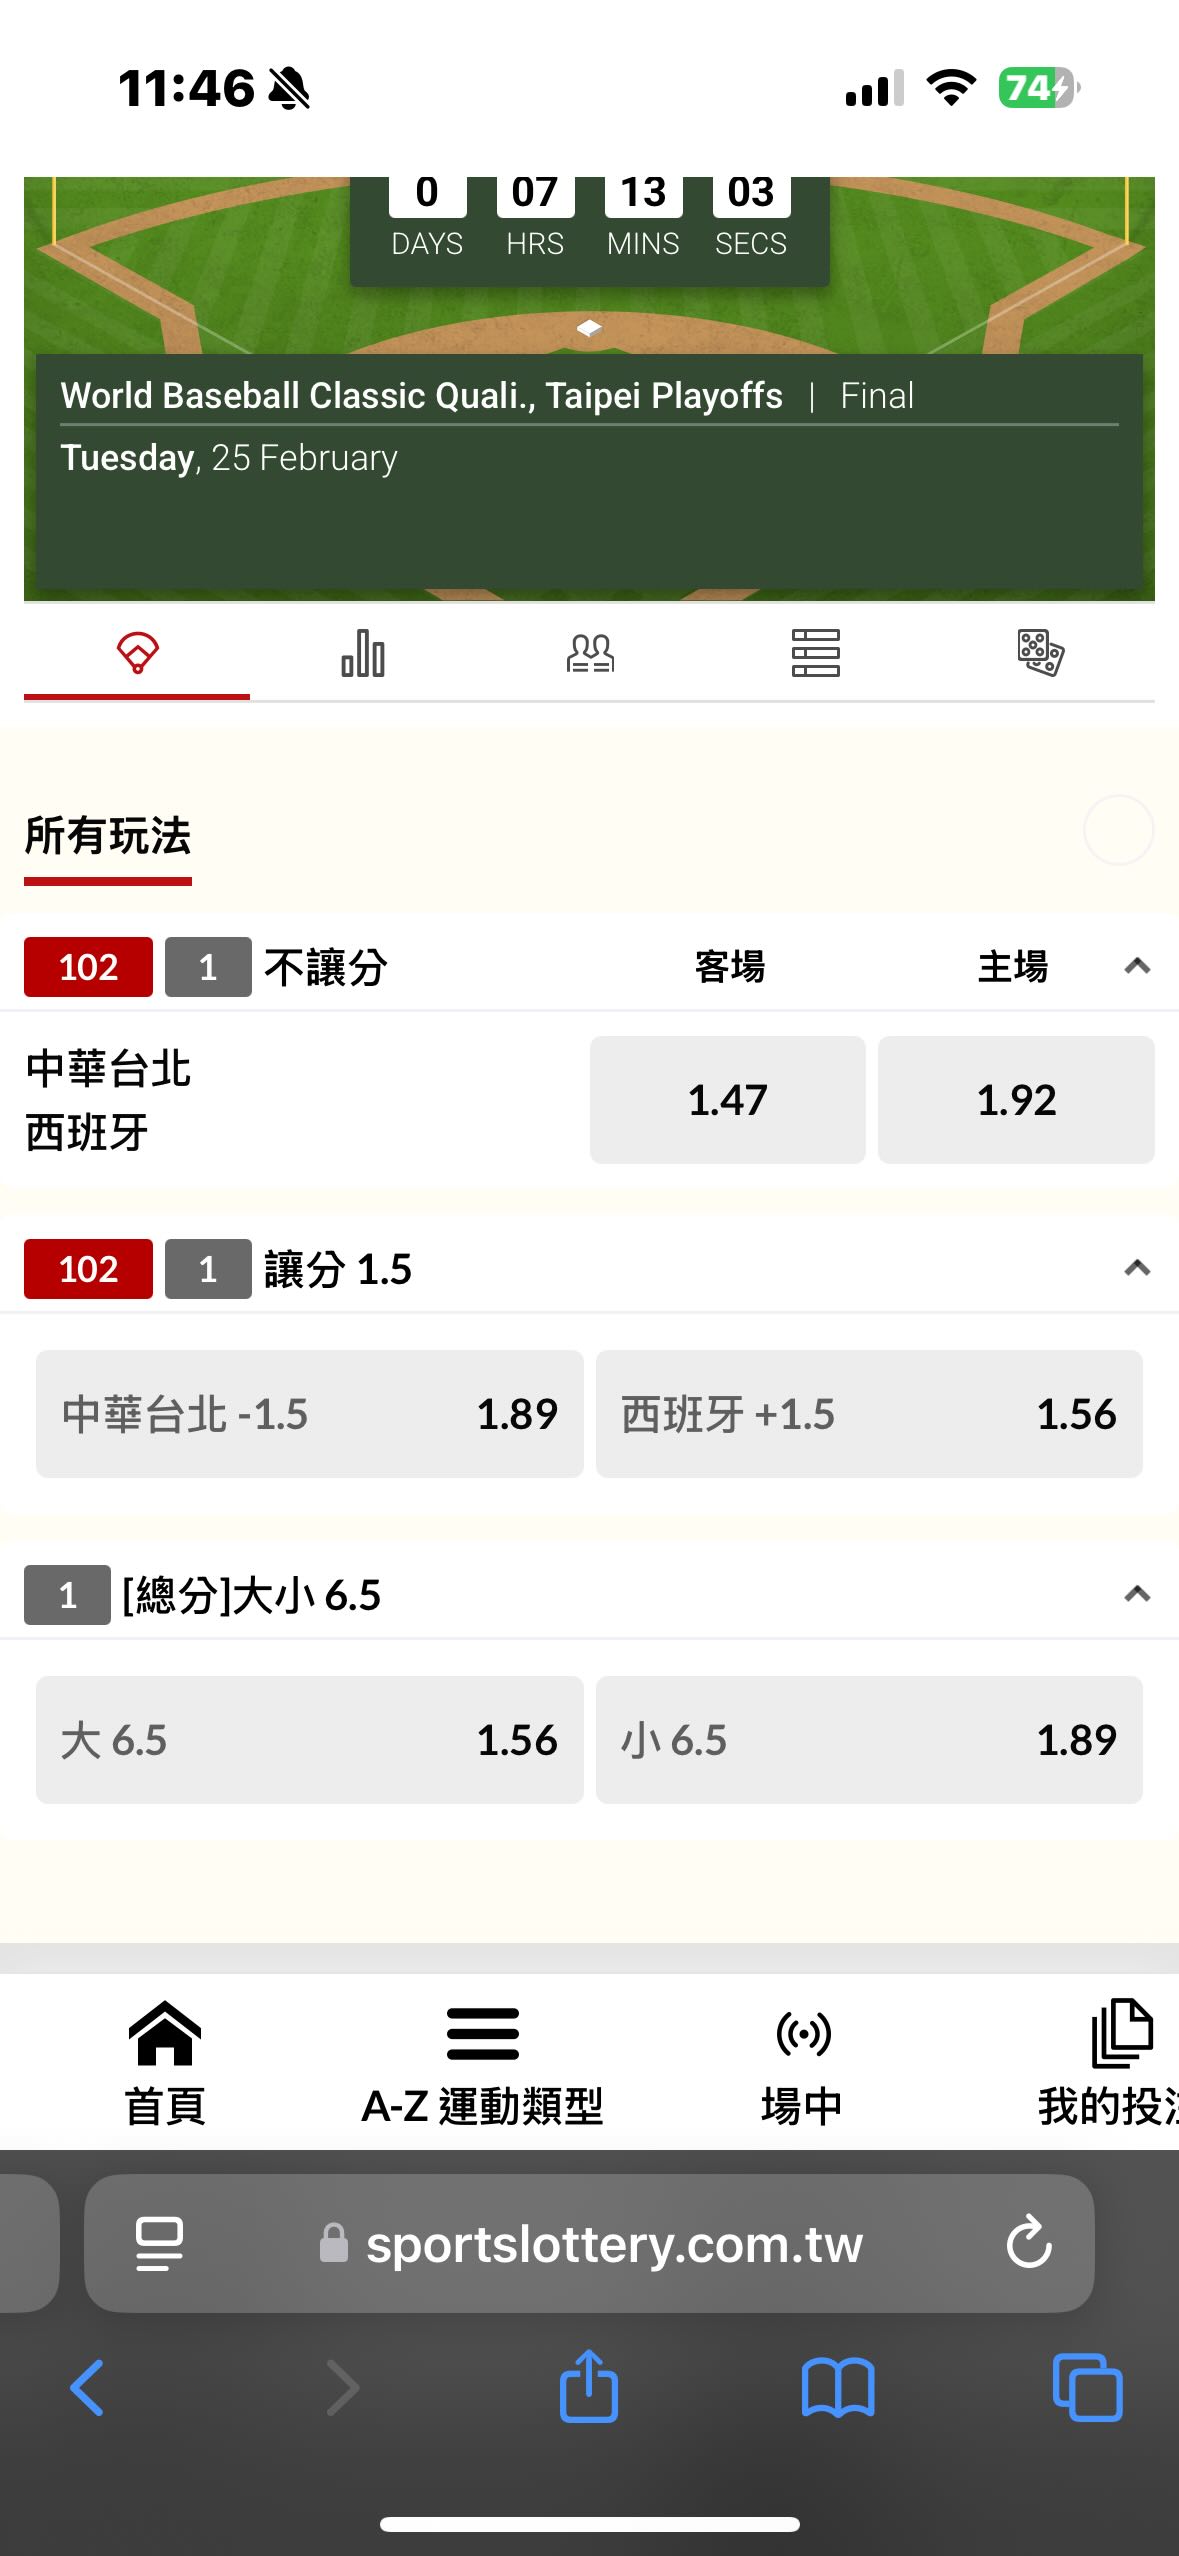 11:46
74
0 07 13 03
DAYS HRS MINS SECS
World Baseball Classic Quali., Taipei Playoffs | Final
Tuesday, 25 February
所有玩法
102 1 不讓分 客場 主場
中華台北
西班牙
1.47 1.92
102 1 讓分 1.5
中華台北 -1.5 1.89 西班牙 +1.5 1.56
1 [總分]大小 6.5
大 6.5 1.56 小 6.5 1.89
首頁 A-Z 運動類型 場中 我的投注
sportslottery.com.tw